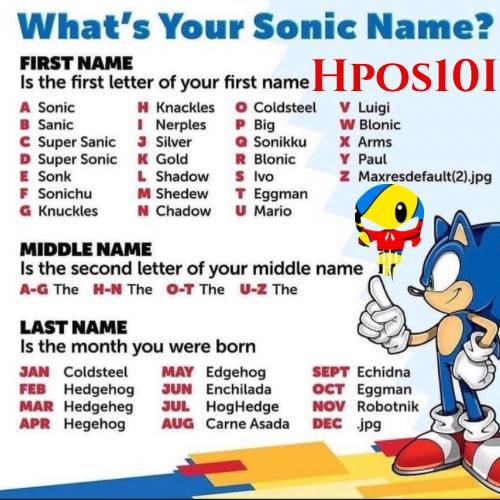 What's Your Sonic Name?
FIRST NAME
Is the first letter of your first name
Hpos10I
A Sonic H Knackles O Coldsteel V Luigi
B Sanic I Nerples P Big W Blonic
C Super Sanic J Silver Q Sonikku X Arms
D Super Sonic K Gold R Blonic Y Paul
E Sonk L Shadow S Ivo Z Maxresdefault(2).jpg
F Sonichu M Shedew T Eggman
G Knuckles N Chadow U Mario
MIDDLE NAME
Is the second letter of your middle name
A-G The H-N The O-T The U-Z The
LAST NAME
Is the month you were born
JAN Coldsteel MAY Edgehog SEPT Echidna
FEB Hedgehog JUN Enchilada OCT Eggman
MAR Hedgeheg JUL HogHedge NOV Robotnik
APR Hegehog AUG Carne Asada DEC .jpg